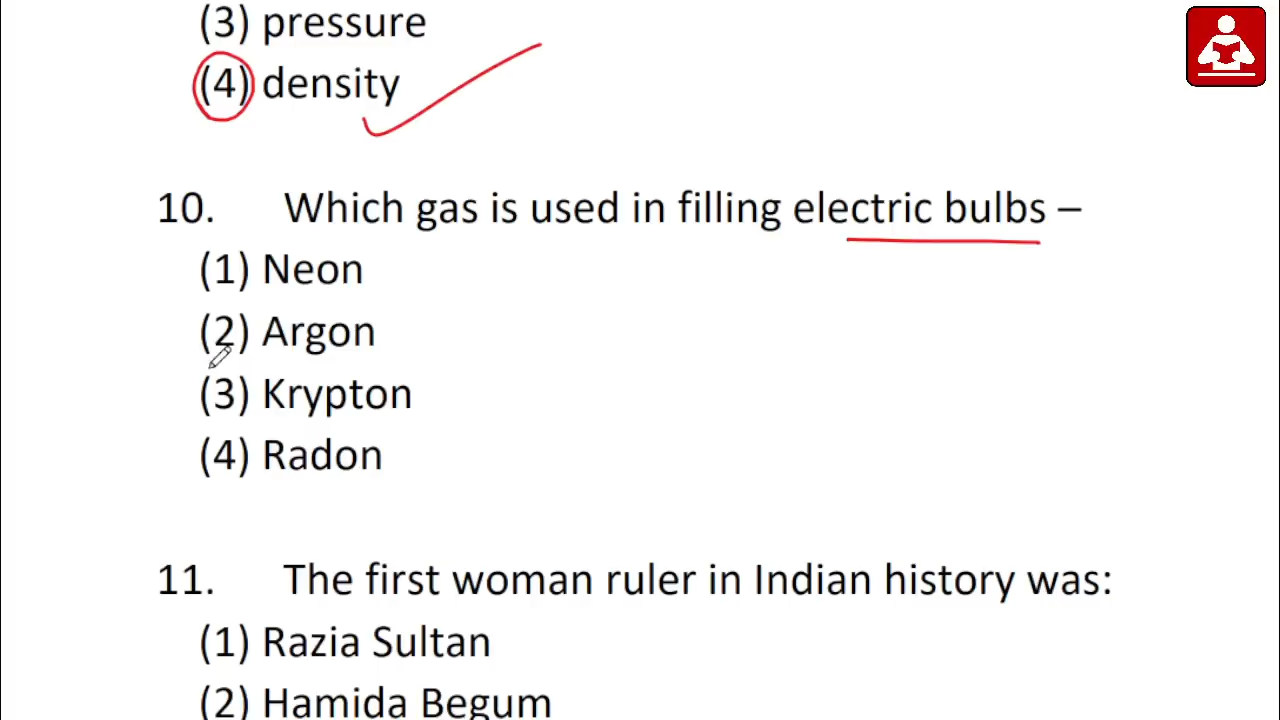 (3) pressure
(4) density
10. Which gas is used in filling electric bulbs –
(1) Neon
(2) Argon
(3) Krypton
(4) Radon
11. The first woman ruler in Indian history was:
(1) Razia Sultan
(2) Hamida Begum